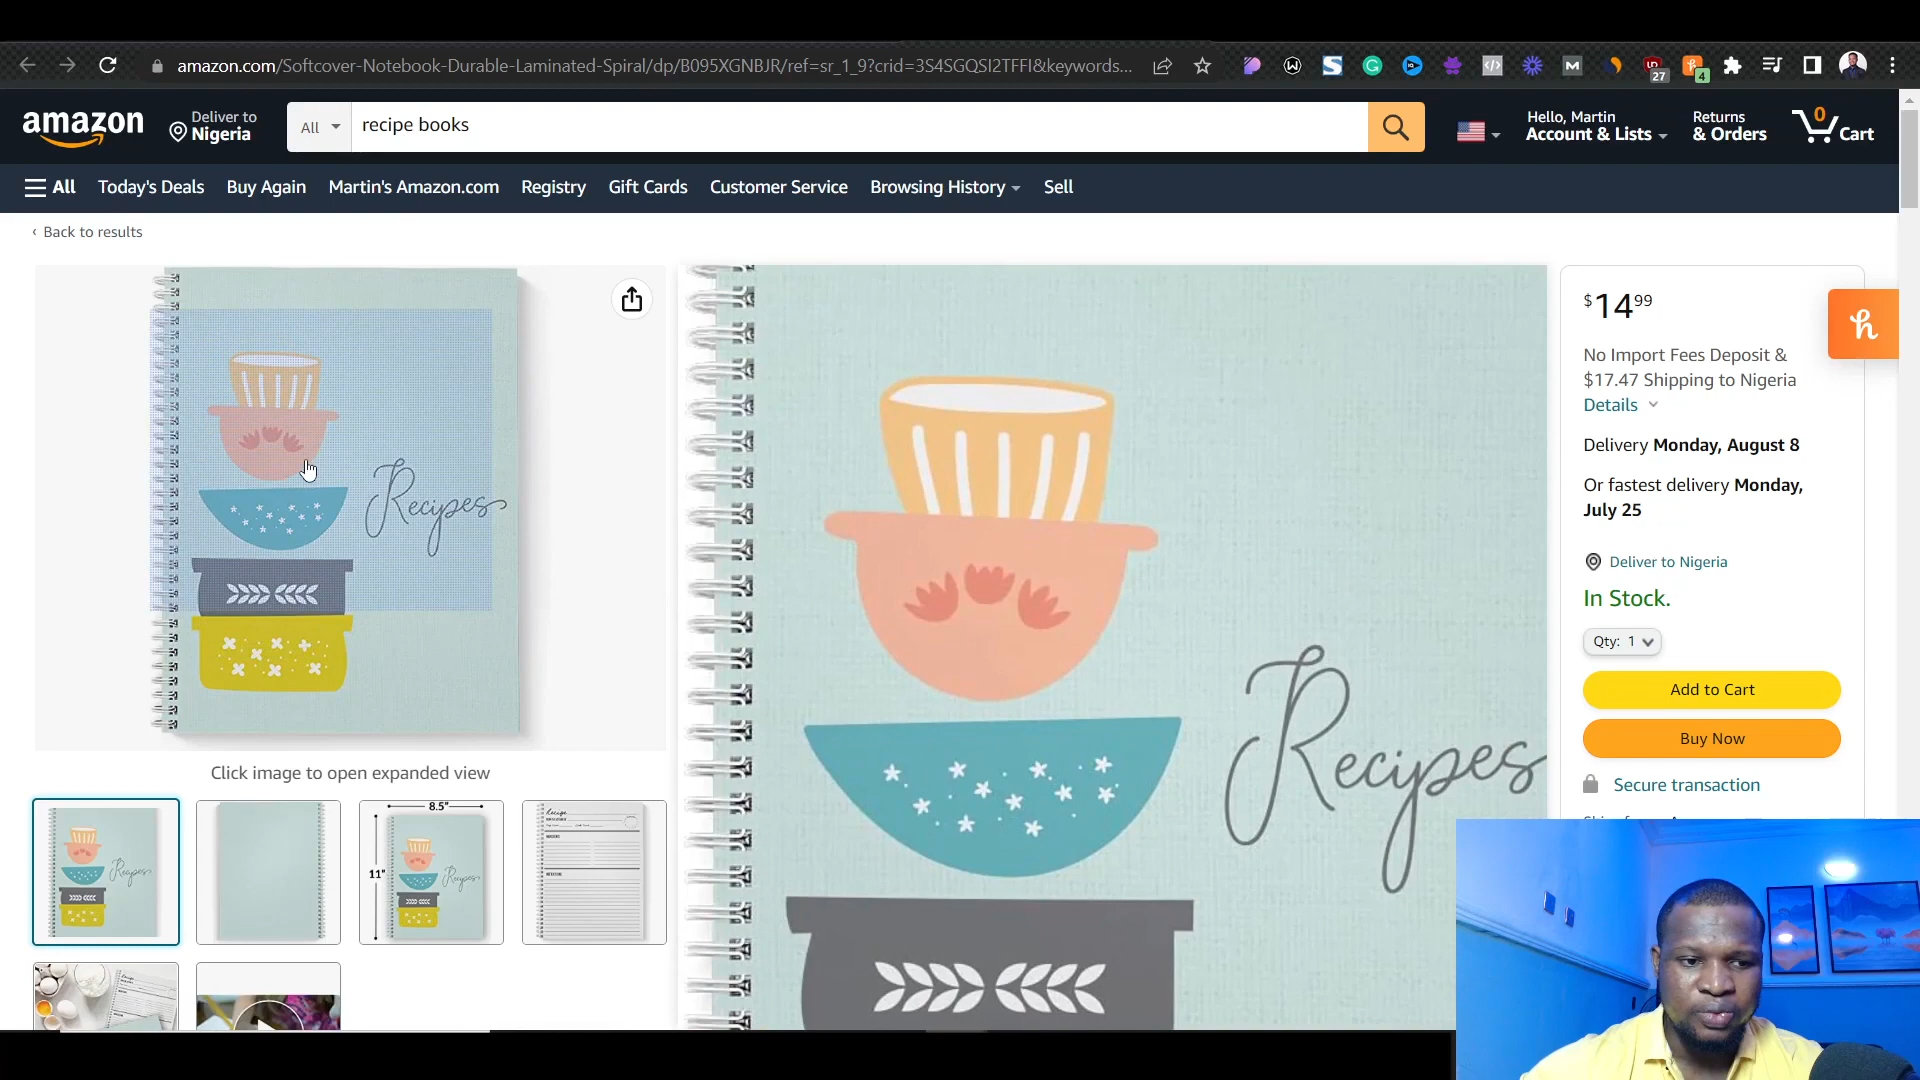 amazon.com/Softcover-Notebook-Durable-Laminated-Spiral/dp/B095XGNBJR/ref=sr_1_9?crid=3S4SGQSI2TFFI&keywords...
27
4
amazon
Deliver to
Nigeria
All
recipe books
Hello, Martin
Account & Lists
Returns
& Orders
0
Cart
All
Today's Deals
Buy Again
Martin's Amazon.com
Registry
Gift Cards
Customer Service
Browsing History
Sell
‹ Back to results
Recipes
Recipes
Click image to open expanded view
Recipes
8.5"
11"
Recipes
$14 99
No Import Fees Deposit &
$17.47 Shipping to Nigeria
Details
Delivery Monday, August 8
Or fastest delivery Monday,
July 25
Deliver to Nigeria
In Stock.
Qty: 1
Add to Cart
Buy Now
Secure transaction